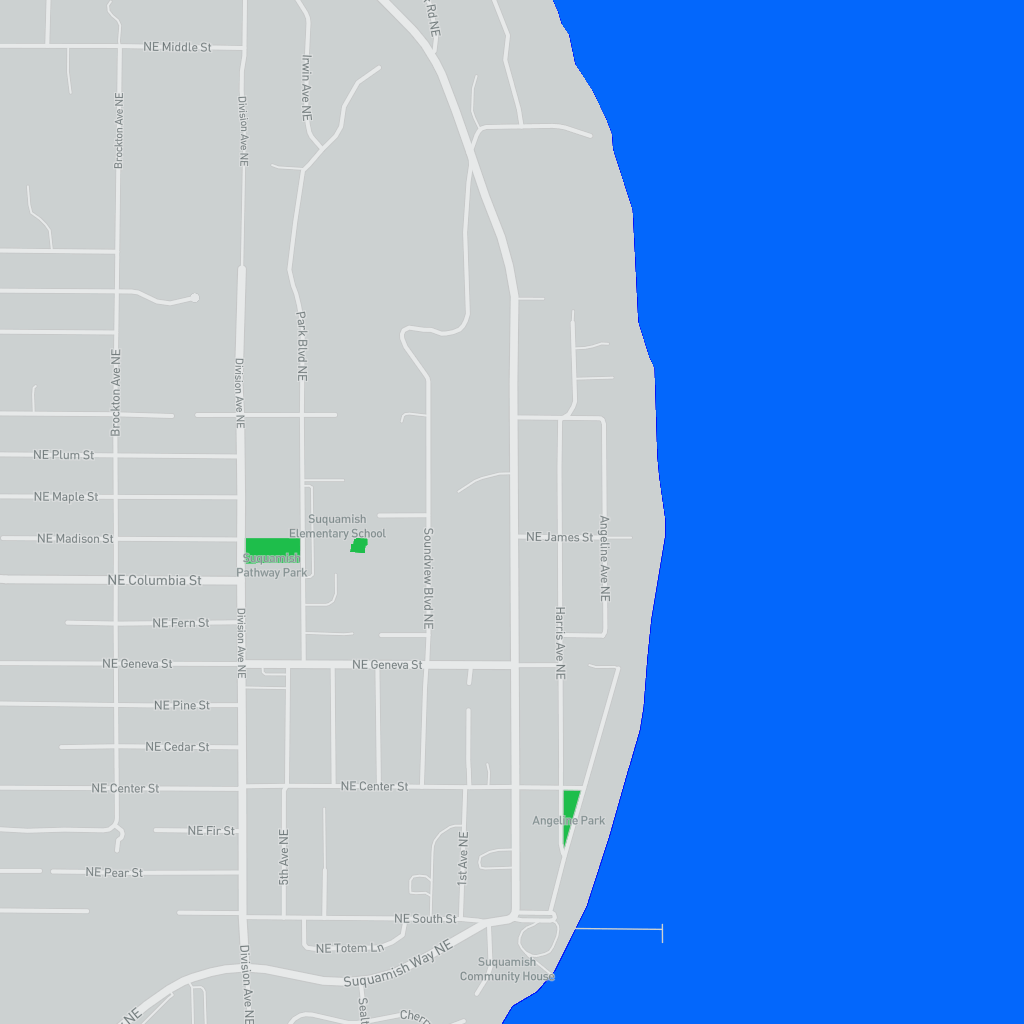 Rd NE
NE Middle St
Irwin Ave NE
Brockton Ave NE
Division Ave NE
Park Blvd NE
Division Ave NE
Brockton Ave NE
NE Plum St
NE Maple St
Suquamish
Elementary School
NE Madison St
NE James St
Angeline Ave NE
Soundview Blvd NE
Suquamish
Pathway Park
NE Columbia St
NE Fern St
Division Ave NE
Harris Ave NE
NE Geneva St
NE Geneva St
NE Pine St
NE Cedar St
NE Center St
NE Center St
Angeline Park
NE Fir St
5th Ave NE
1st Ave NE
NE Pear St
NE South St
NE Totem Ln
Suquamish Way NE
Suquamish
Community House
Division Ave NE
NE
Sealt
Cherr